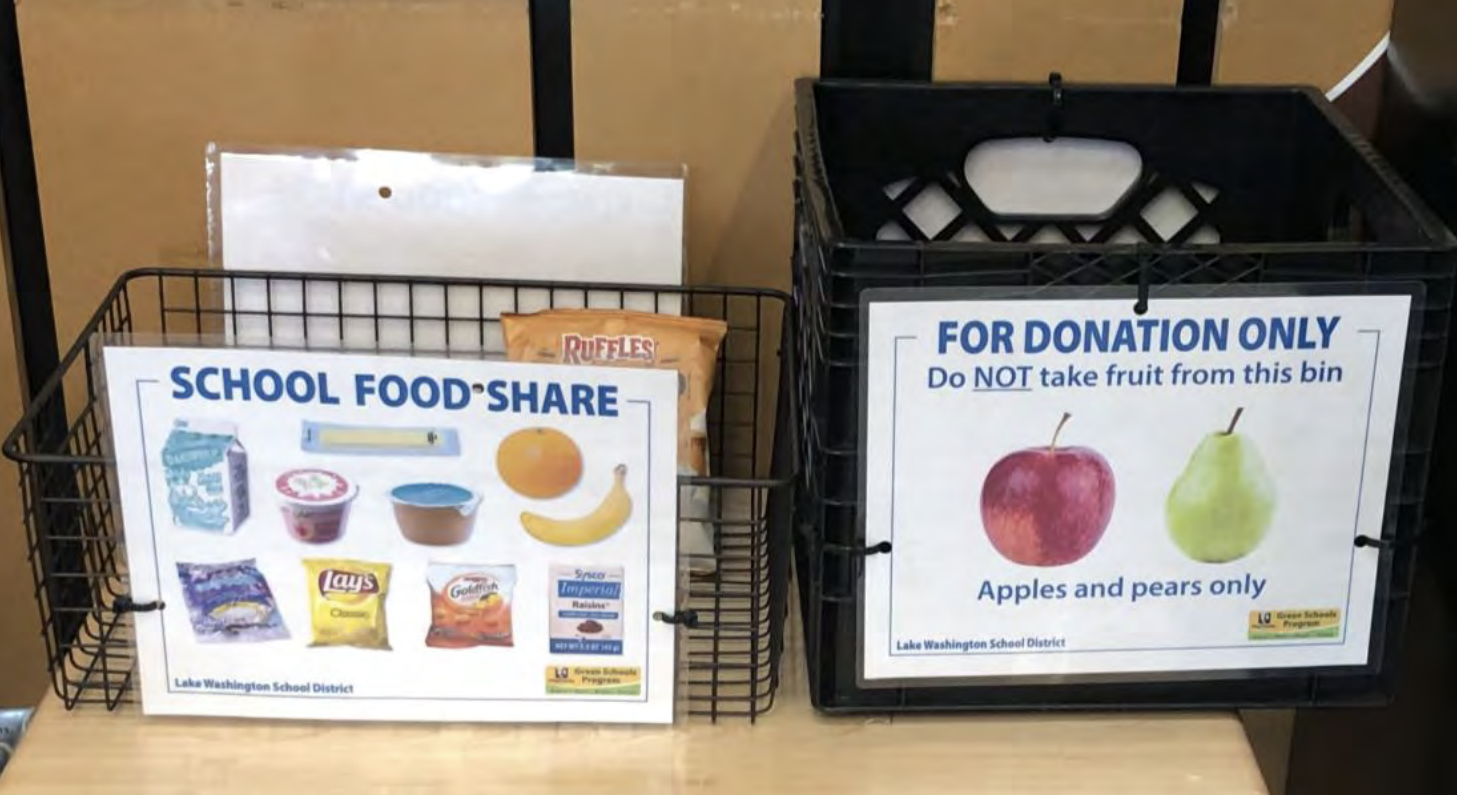 RUFFLES
SCHOOL FOOD SHARE
Lay's
Classic
Goldfish
Sysco
Imperial
Raisins
Lake Washington School District
Green Schools
Program
FOR DONATION ONLY
Do NOT take fruit from this bin
Apples and pears only
Lake Washington School District
Green Schools
Program